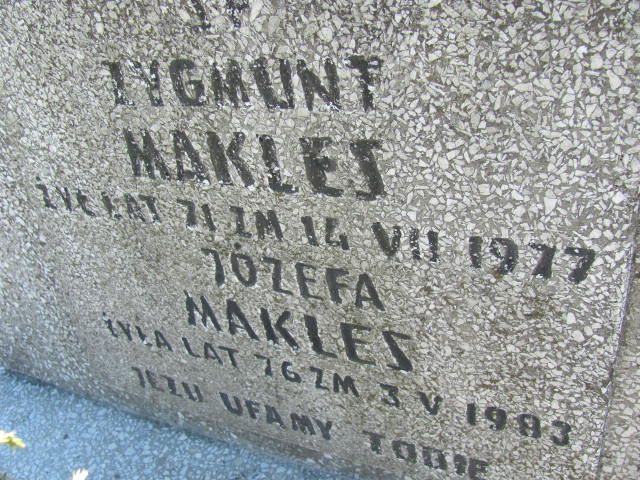 ZYGMUNT
MAKLES
ŻYŁ LAT 71 ZM 14 VII 1977
JÓZEFA
MAKLES
ŻYŁA LAT 76 ZM 3 V 1983
JEZU UFAMY TOBIE